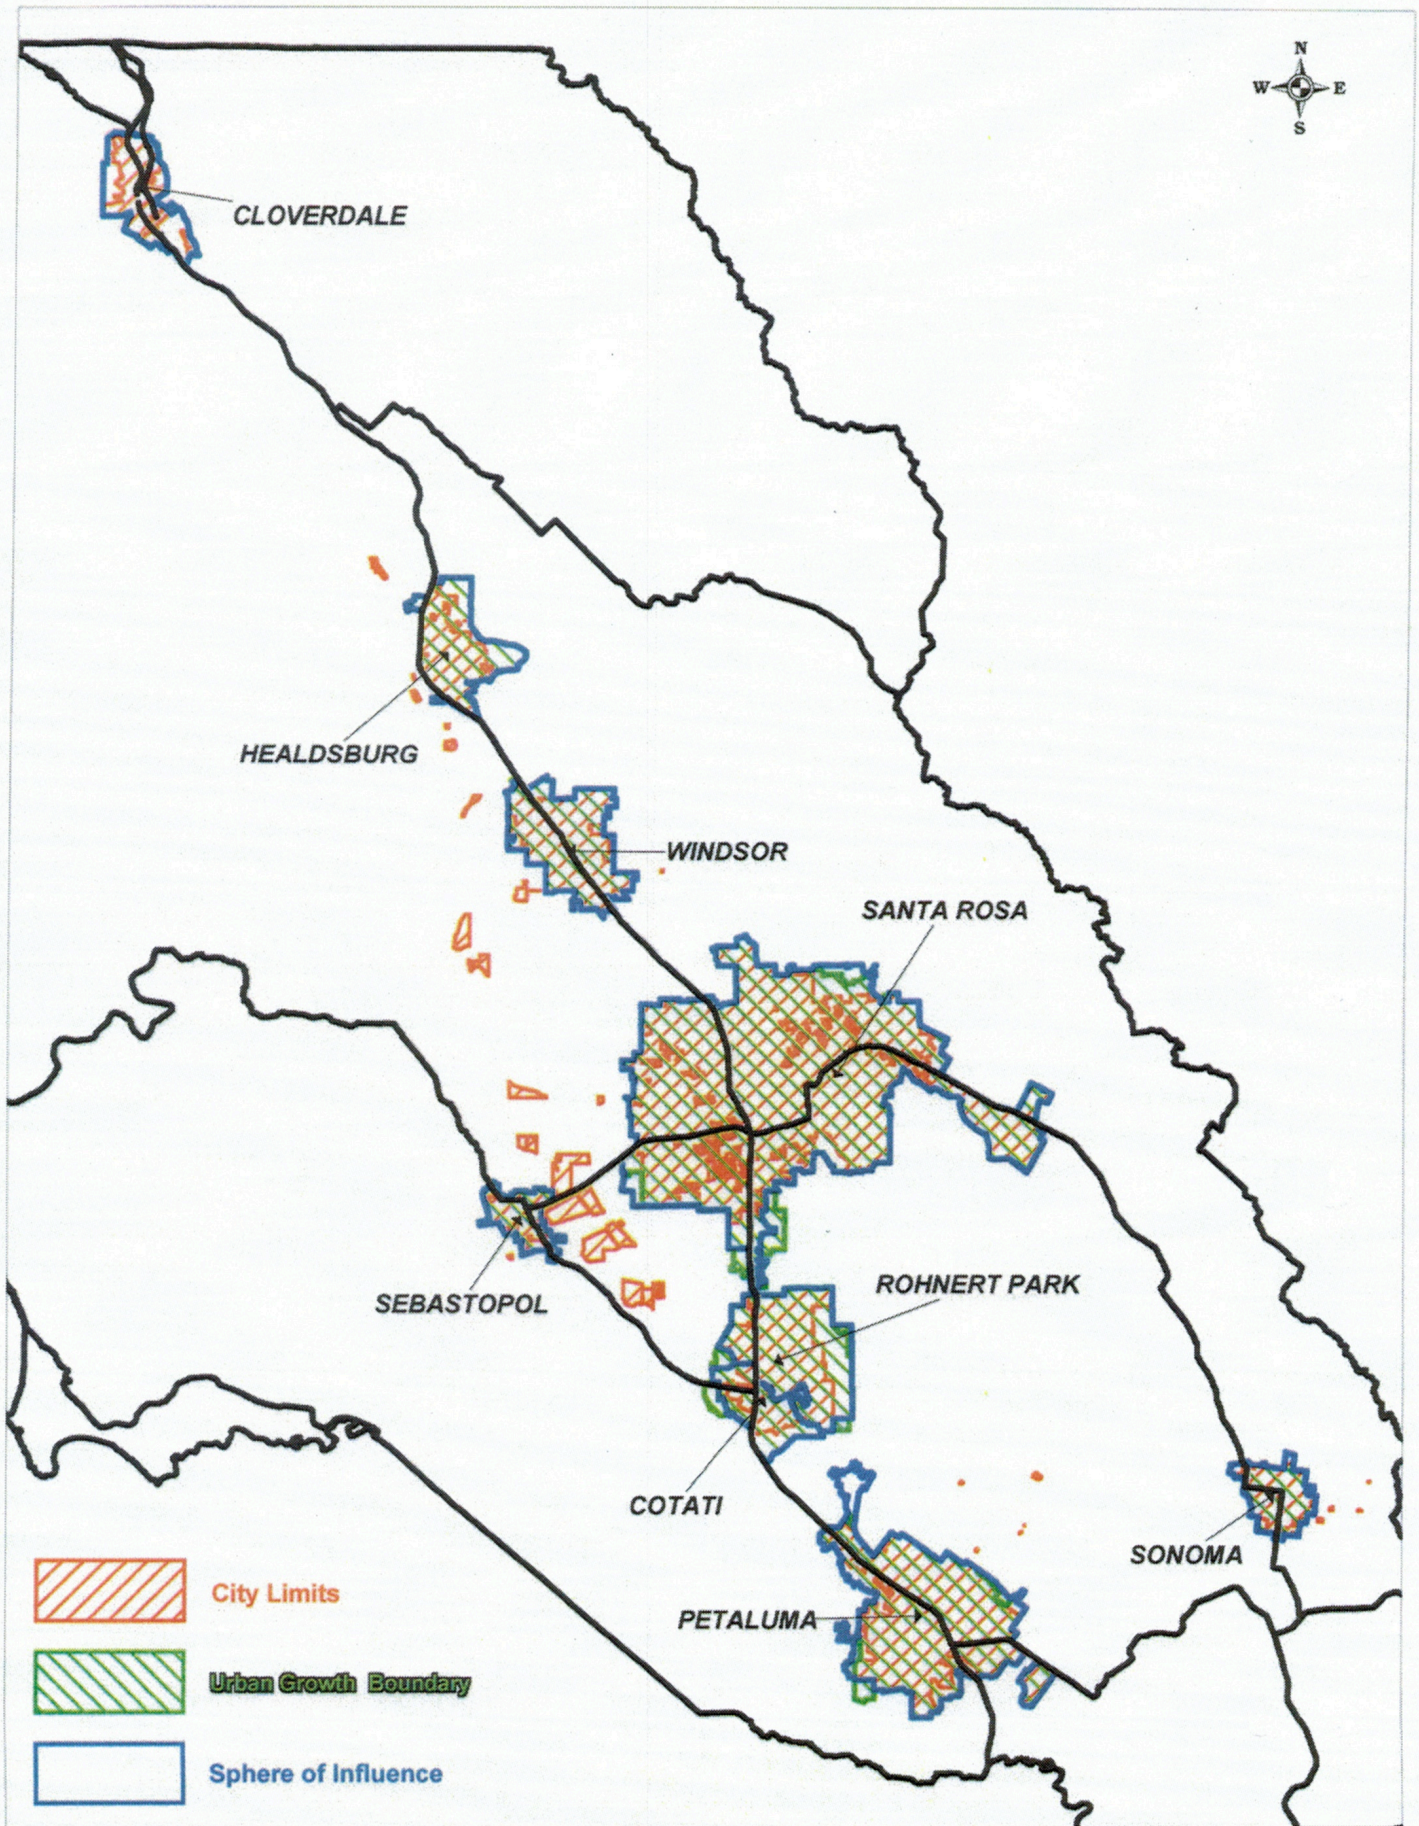 N
W E
S
CLOVERDALE
HEALDSBURG
WINDSOR
SANTA ROSA
ROHNERT PARK
SEBASTOPOL
COTATI
SONOMA
PETALUMA
City Limits
Urban Growth Boundary
Sphere of Influence